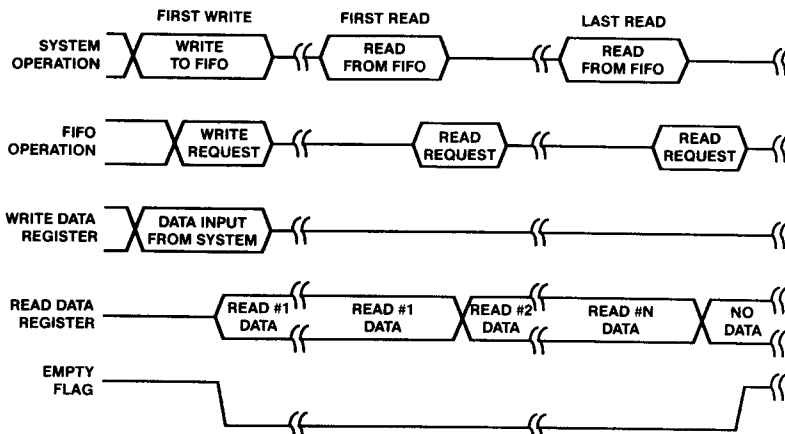 FIRST WRITE FIRST READ LAST READ
SYSTEM
OPERATION
WRITE
TO FIFO
READ
FROM FIFO
READ
FROM FIFO
FIFO
OPERATION
WRITE
REQUEST
READ
REQUEST
READ
REQUEST
WRITE DATA
REGISTER
DATA INPUT
FROM SYSTEM
READ DATA
REGISTER
READ #1
DATA
READ #1
DATA
READ #2
DATA
READ #N
DATA
NO
DATA
EMPTY
FLAG